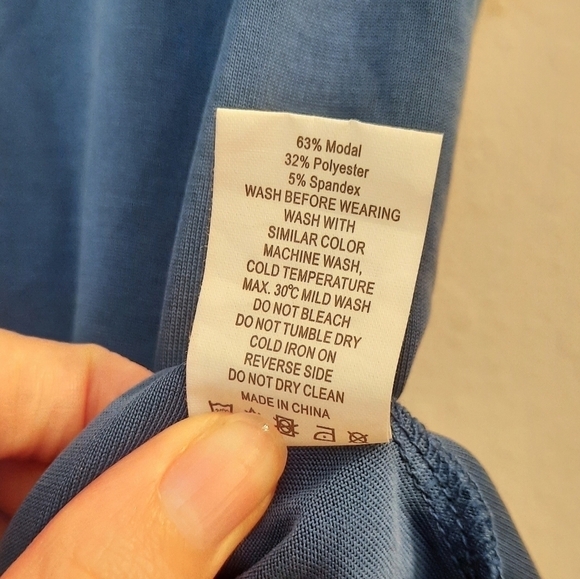 63% Modal
32% Polyester
5% Spandex
WASH BEFORE WEARING
WASH WITH
SIMILAR COLOR
MACHINE WASH,
COLD TEMPERATURE
MAX. 30℃ MILD WASH
DO NOT BLEACH
DO NOT TUMBLE DRY
COLD IRON ON
REVERSE SIDE
DO NOT DRY CLEAN
MADE IN CHINA